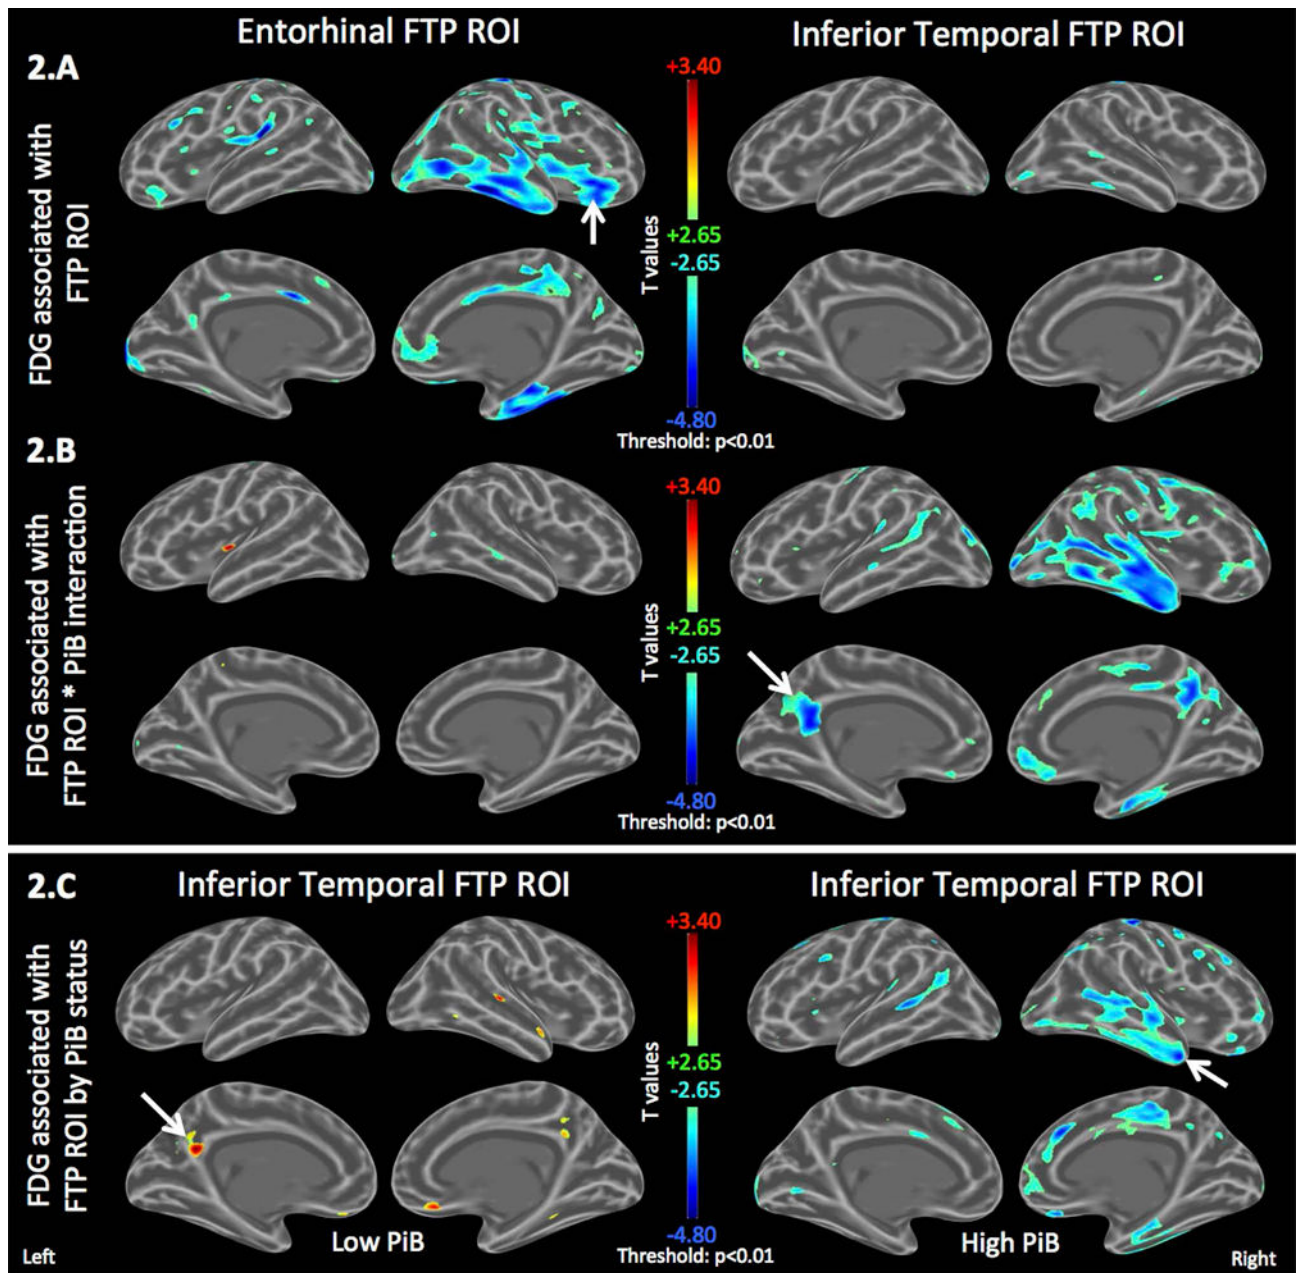 Entorhinal FTP ROI
Inferior Temporal FTP ROI
2.A
FDG associated with
FTP ROI
+3.40
T values
+2.65
-2.65
-4.80
Threshold: p<0.01
2.B
FDG associated with
FTP ROI * PiB interaction
+3.40
T values
+2.65
-2.65
-4.80
Threshold: p<0.01
2.C
Inferior Temporal FTP ROI
Inferior Temporal FTP ROI
FDG associated with
FTP ROI by PiB status
+3.40
T values
+2.65
-2.65
-4.80
Threshold: p<0.01
Low PiB
High PiB
Left
Right